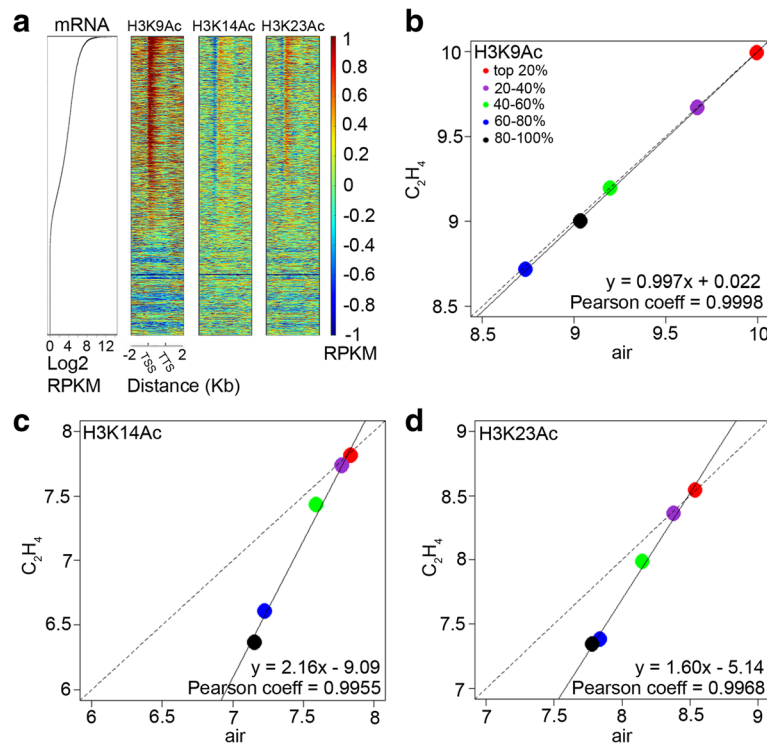 a
mRNA
H3K9Ac
H3K14Ac
H3K23Ac
1
0.8
0.6
0.4
0.2
0
-0.2
-0.4
-0.6
-0.8
-1
RPKM
0 4 8 12
Log2
RPKM
-2 TSS TTS 2
Distance (Kb)
b
H3K9Ac
top 20%
20-40%
40-60%
60-80%
80-100%
10
9.5
9
8.5
C2H4
y = 0.997x + 0.022
Pearson coeff = 0.9998
8.5 9 9.5 10
air
c
H3K14Ac
8
7.5
7
6.5
6
C2H4
y = 2.16x - 9.09
Pearson coeff = 0.9955
6 6.5 7 7.5 8
air
d
H3K23Ac
9
8.5
8
7.5
7
C2H4
y = 1.60x - 5.14
Pearson coeff = 0.9968
7 7.5 8 8.5 9
air